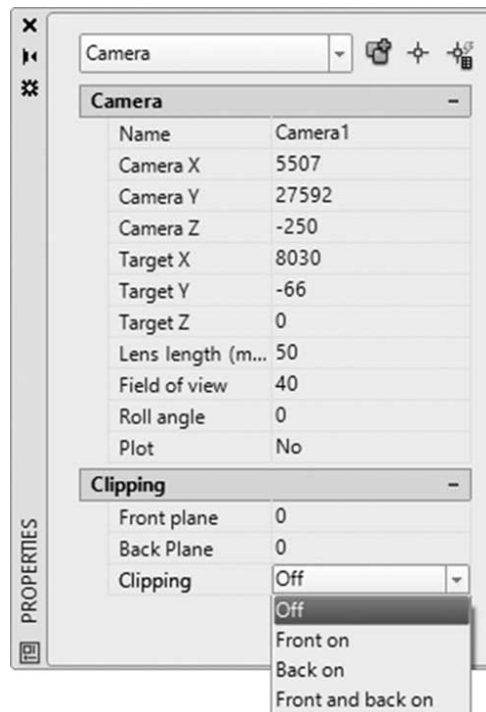 Camera
Camera
Name Camera1
Camera X 5507
Camera Y 27592
Camera Z -250
Target X 8030
Target Y -66
Target Z 0
Lens length (m... 50
Field of view 40
Roll angle 0
Plot No
Clipping
Front plane 0
Back Plane 0
Clipping Off
Off
Front on
Back on
Front and back on
PROPERTIES